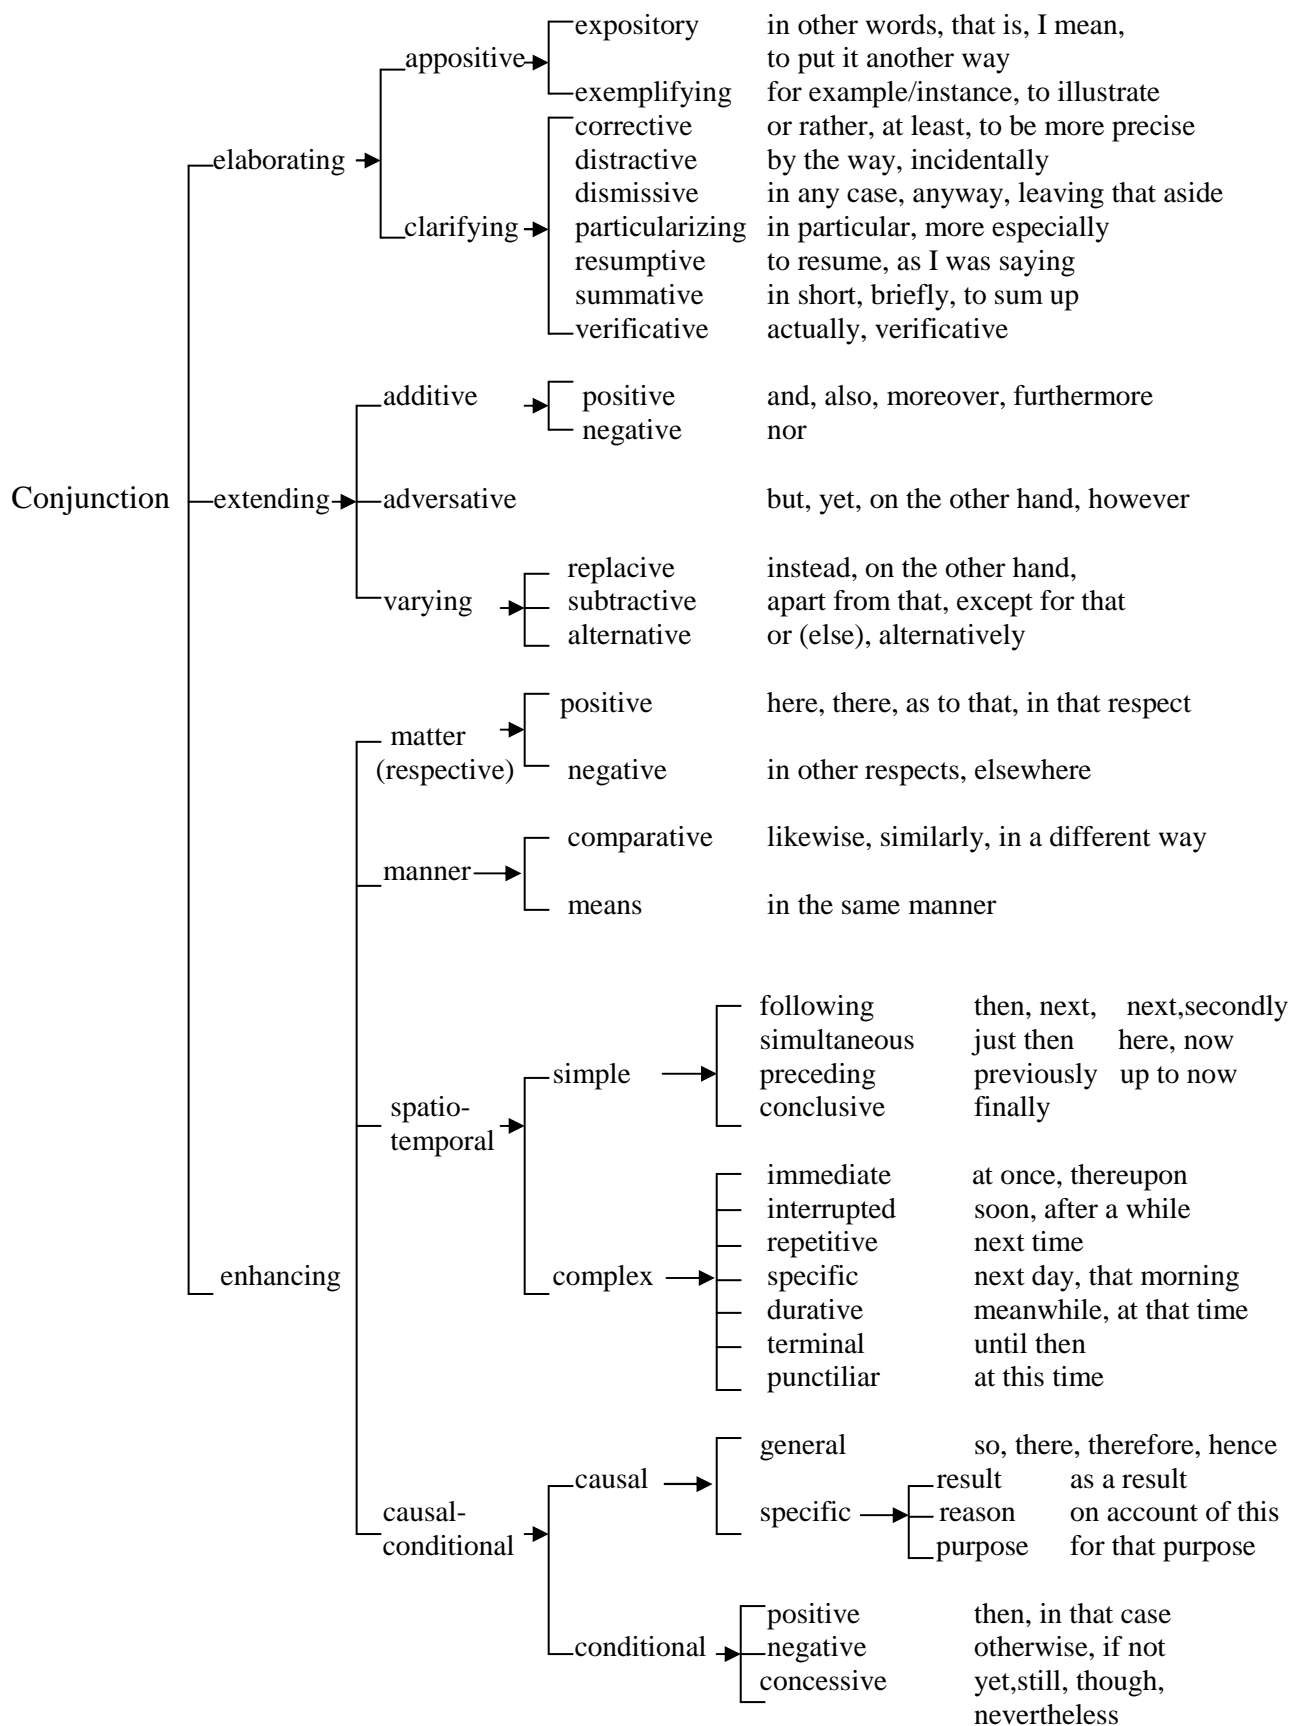 expository in other words, that is, I mean,
appositive to put it another way
exemplifying for example/instance, to illustrate
corrective or rather, at least, to be more precise
elaborating distractive by the way, incidentally
dismissive in any case, anyway, leaving that aside
clarifying particularizing in particular, more especially
resumptive to resume, as I was saying
summative in short, briefly, to sum up
verificative actually, verificative
additive positive and, also, moreover, furthermore
negative nor
Conjunction extending adversative but, yet, on the other hand, however
replacive instead, on the other hand,
varying subtractive apart from that, except for that
alternative or (else), alternatively
positive here, there, as to that, in that respect
matter
(respective) negative in other respects, elsewhere
comparative likewise, similarly, in a different way
manner
means in the same manner
following then, next, next,secondly
simultaneous just then here, now
simple preceding previously up to now
spatio- conclusive finally
temporal
immediate at once, thereupon
interrupted soon, after a while
repetitive next time
enhancing complex specific next day, that morning
durative meanwhile, at that time
terminal until then
punctiliar at this time
general so, there, therefore, hence
causal result as a result
causal- specific reason on account of this
conditional purpose for that purpose
positive then, in that case
conditional negative otherwise, if not
concessive yet,still, though,
nevertheless